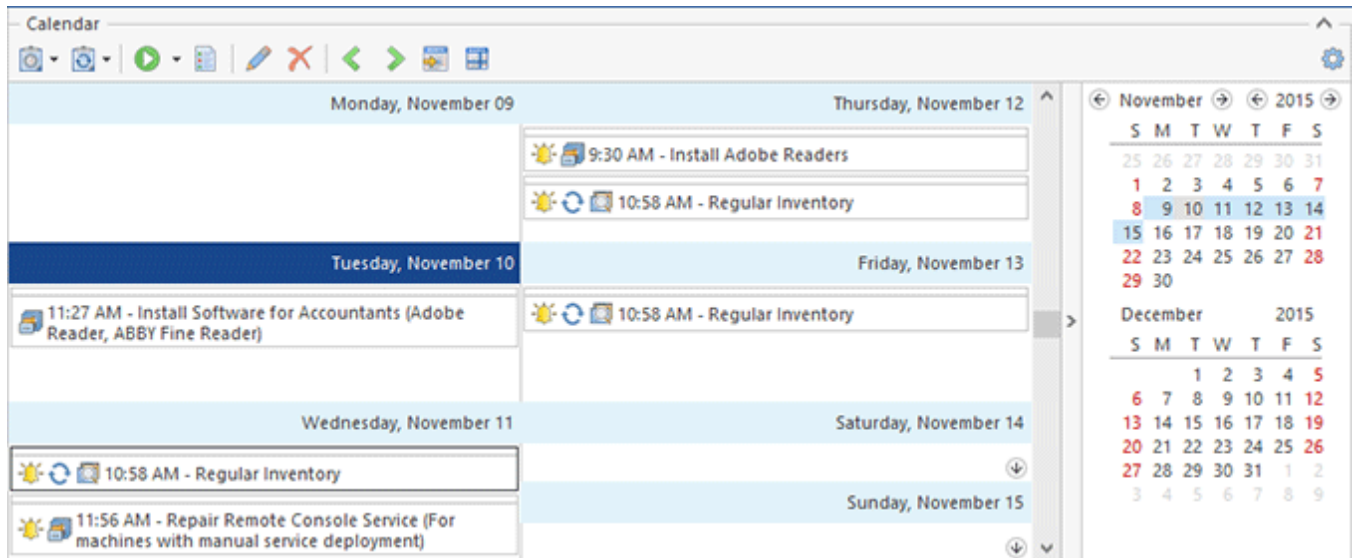 Calendar
Monday, November 09
Thursday, November 12
9:30 AM - Install Adobe Readers
10:58 AM - Regular Inventory
Tuesday, November 10
Friday, November 13
11:27 AM - Install Software for Accountants (Adobe
Reader, ABBY Fine Reader)
10:58 AM - Regular Inventory
Wednesday, November 11
Saturday, November 14
10:58 AM - Regular Inventory
Sunday, November 15
11:56 AM - Repair Remote Console Service (For
machines with manual service deployment)
November 2015
S M T W T F S
25 26 27 28 29 30 31
1 2 3 4 5 6 7
8 9 10 11 12 13 14
15 16 17 18 19 20 21
22 23 24 25 26 27 28
29 30
December 2015
S M T W T F S
1 2 3 4 5
6 7 8 9 10 11 12
13 14 15 16 17 18 19
20 21 22 23 24 25 26
27 28 29 30 31 1 2
3 4 5 6 7 8 9